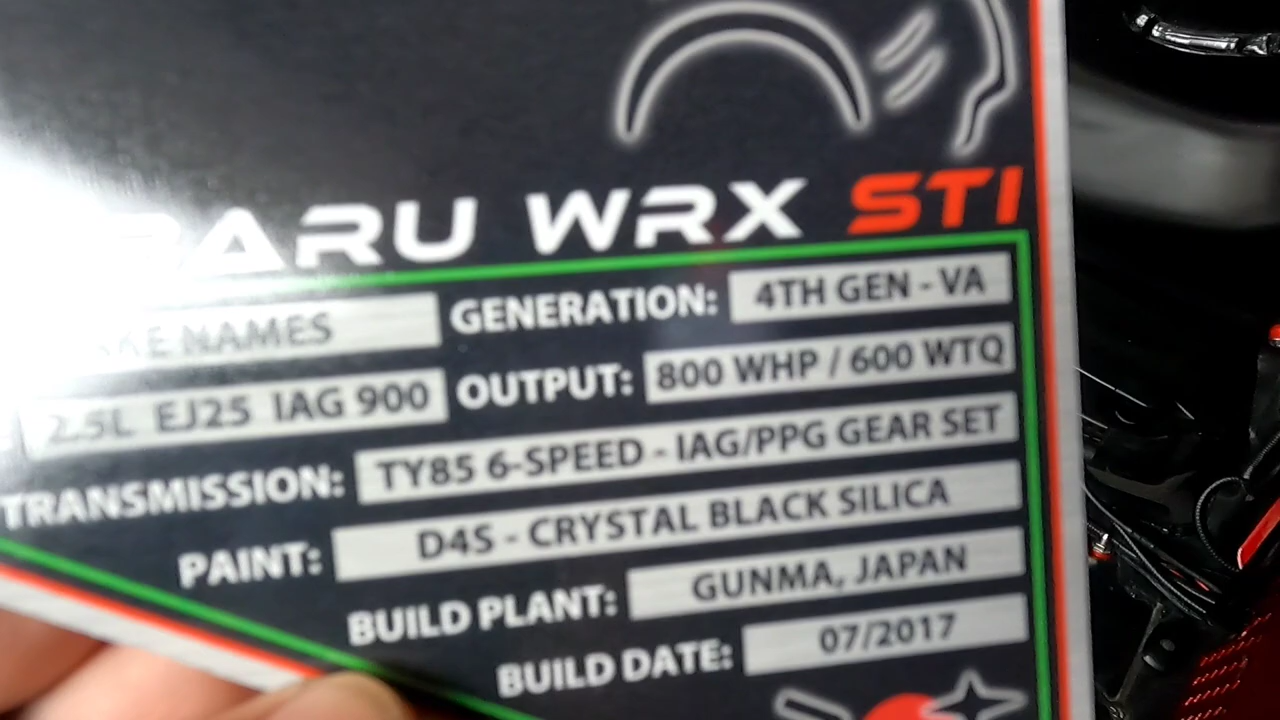 BARU WRX STI
NAMES GENERATION: 4TH GEN - VA
2.5L EJ25 IAG 900 OUTPUT: 800 WHP / 600 WTQ
TRANSMISSION: TY85 6-SPEED - IAG/PPG GEAR SET
PAINT: D4S - CRYSTAL BLACK SILICA
BUILD PLANT: GUNMA, JAPAN
BUILD DATE: 07/2017